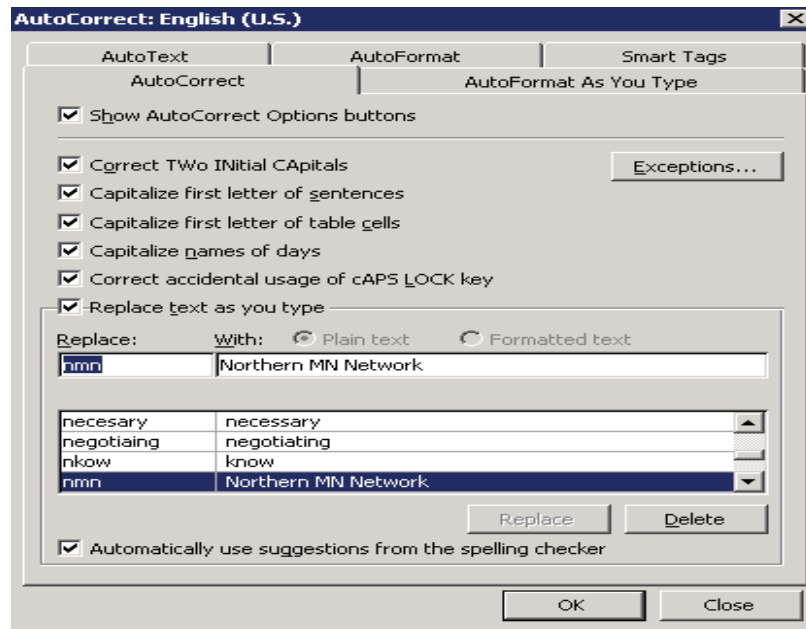 AutoCorrect: English (U.S.)
AutoText AutoFormat Smart Tags
AutoCorrect AutoFormat As You Type
Show AutoCorrect Options buttons
Correct TWo INitial CApitals Exceptions...
Capitalize first letter of sentences
Capitalize first letter of table cells
Capitalize names of days
Correct accidental usage of cAPS LOCK key
Replace text as you type
Replace: With: Plain text Formatted text
nmn Northern MN Network
necesary necessary
negotiaing negotiating
nkow know
nmn Northern MN Network
Replace Delete
Automatically use suggestions from the spelling checker
OK Close